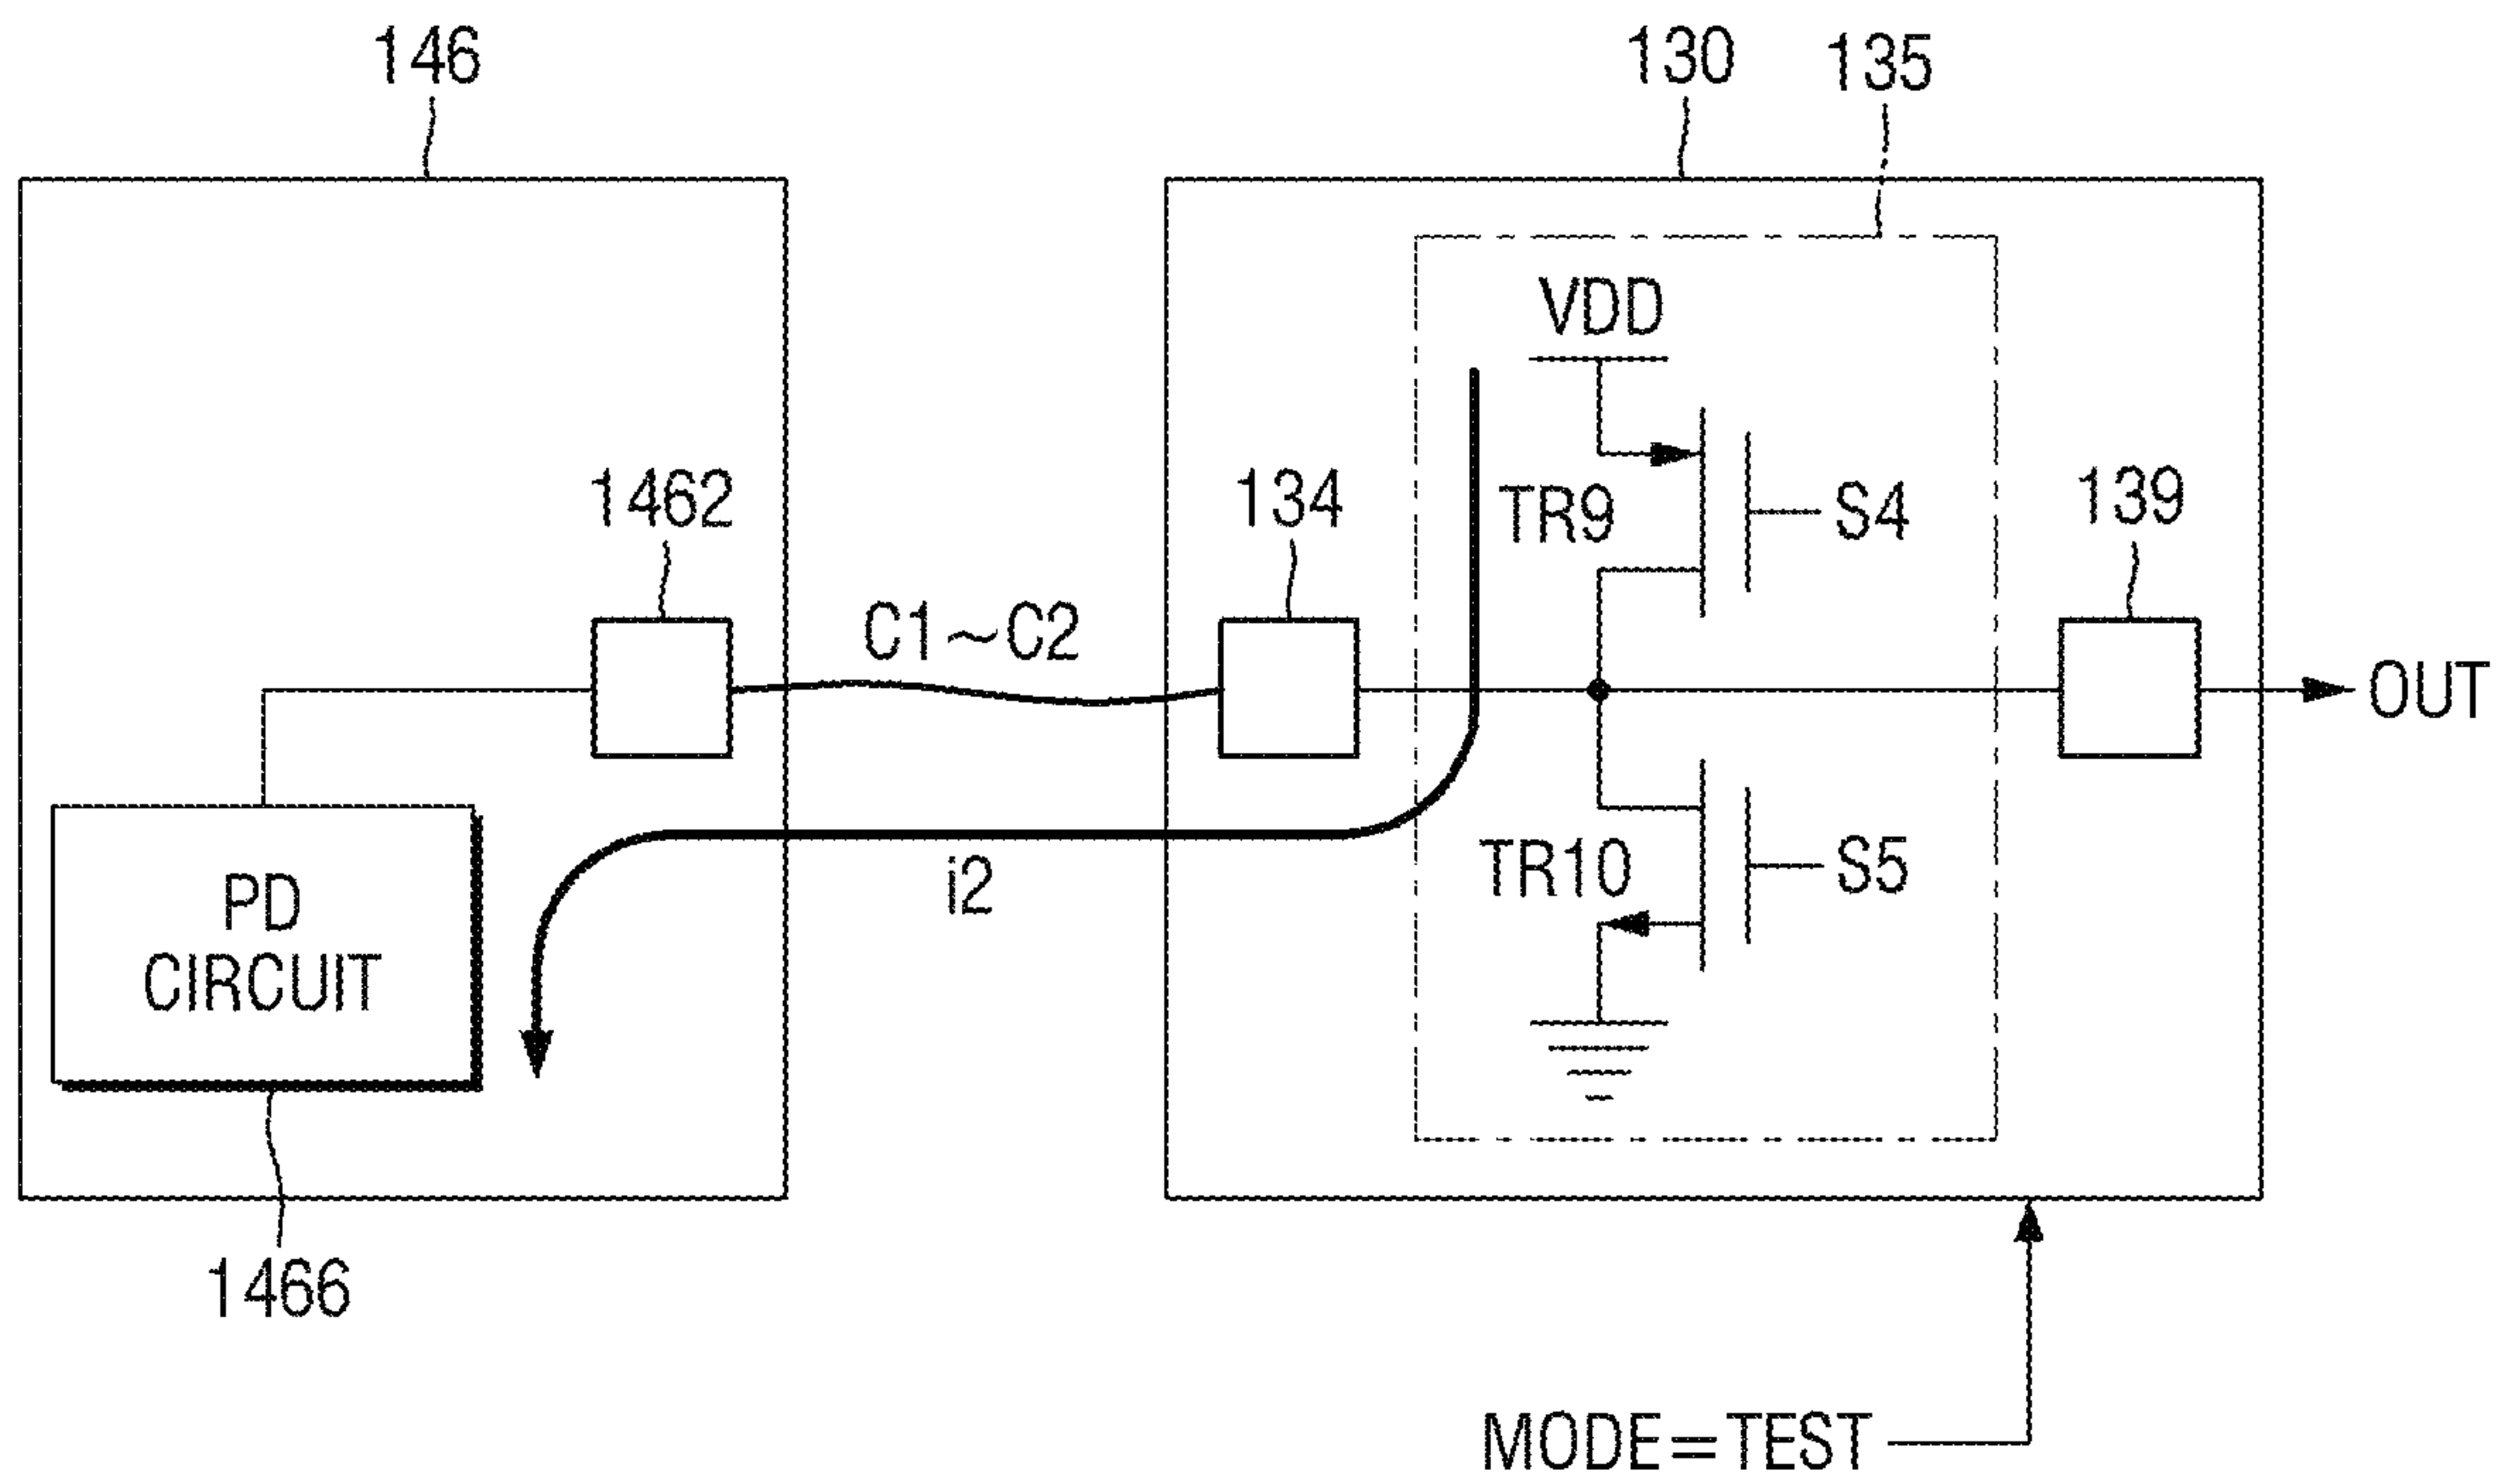 146
130
135
VDD
1462
134
TR9
S4
139
C1~C2
OUT
i2
TR10
S5
PD
CIRCUIT
1466
MODE=TEST